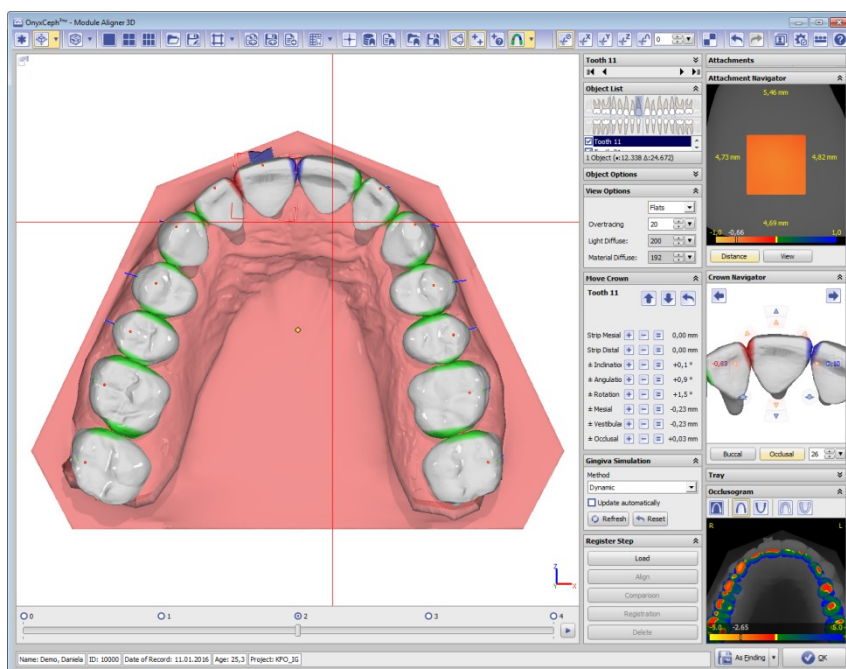 OnyxCeph³™ - Module Aligner 3D
0
Tooth 11
Object List
Tooth 11
1 Object (•:12.338 Δ:24.672)
Object Options
View Options
Flats
Overtracing 20
Light Diffuse: 200
Material Diffuse: 192
Move Crown
Tooth 11
Strip Mesial + - = 0,00 mm
Strip Distal + - = 0,00 mm
± Inclinatio + - = +0,1 °
± Angulatio + - = +0,9 °
± Rotation + - = +1,5 °
± Mesial + - = -0,23 mm
± Vestibular + - = -0,23 mm
± Occlusal + - = +0,03 mm
Gingiva Simulation
Method
Dynamic
Update automatically
Refresh Reset
Register Step
Load
Align
Comparison
Registration
Delete
Attachments
Attachment Navigator
5,46 mm
4,73 mm 4,82 mm
4,69 mm
-1,0 -0,66 1,0
Distance View
Crown Navigator
-0,63
Buccal Occlusal 26
Tray
Occlusogram
R L
-5.0 -2.65 5.0
Z
Y X
0 1 2 3 4
Name: Demo, Daniela ID: 10000 Date of Record: 11.01.2016 Age: 25,3 Project: KFO_IG
As Finding OK